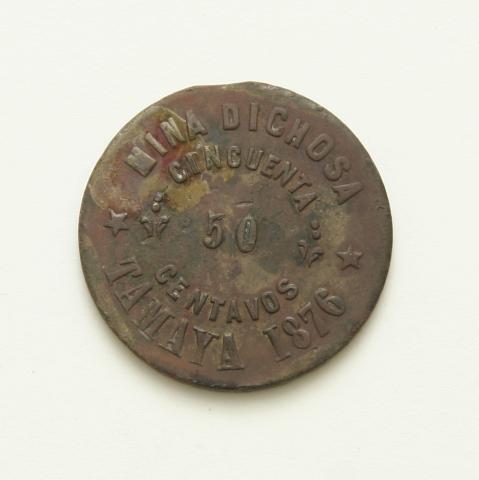 MINA DICHOSA
CINCUENTA
50
CENTAVOS
TAMAYA 1876